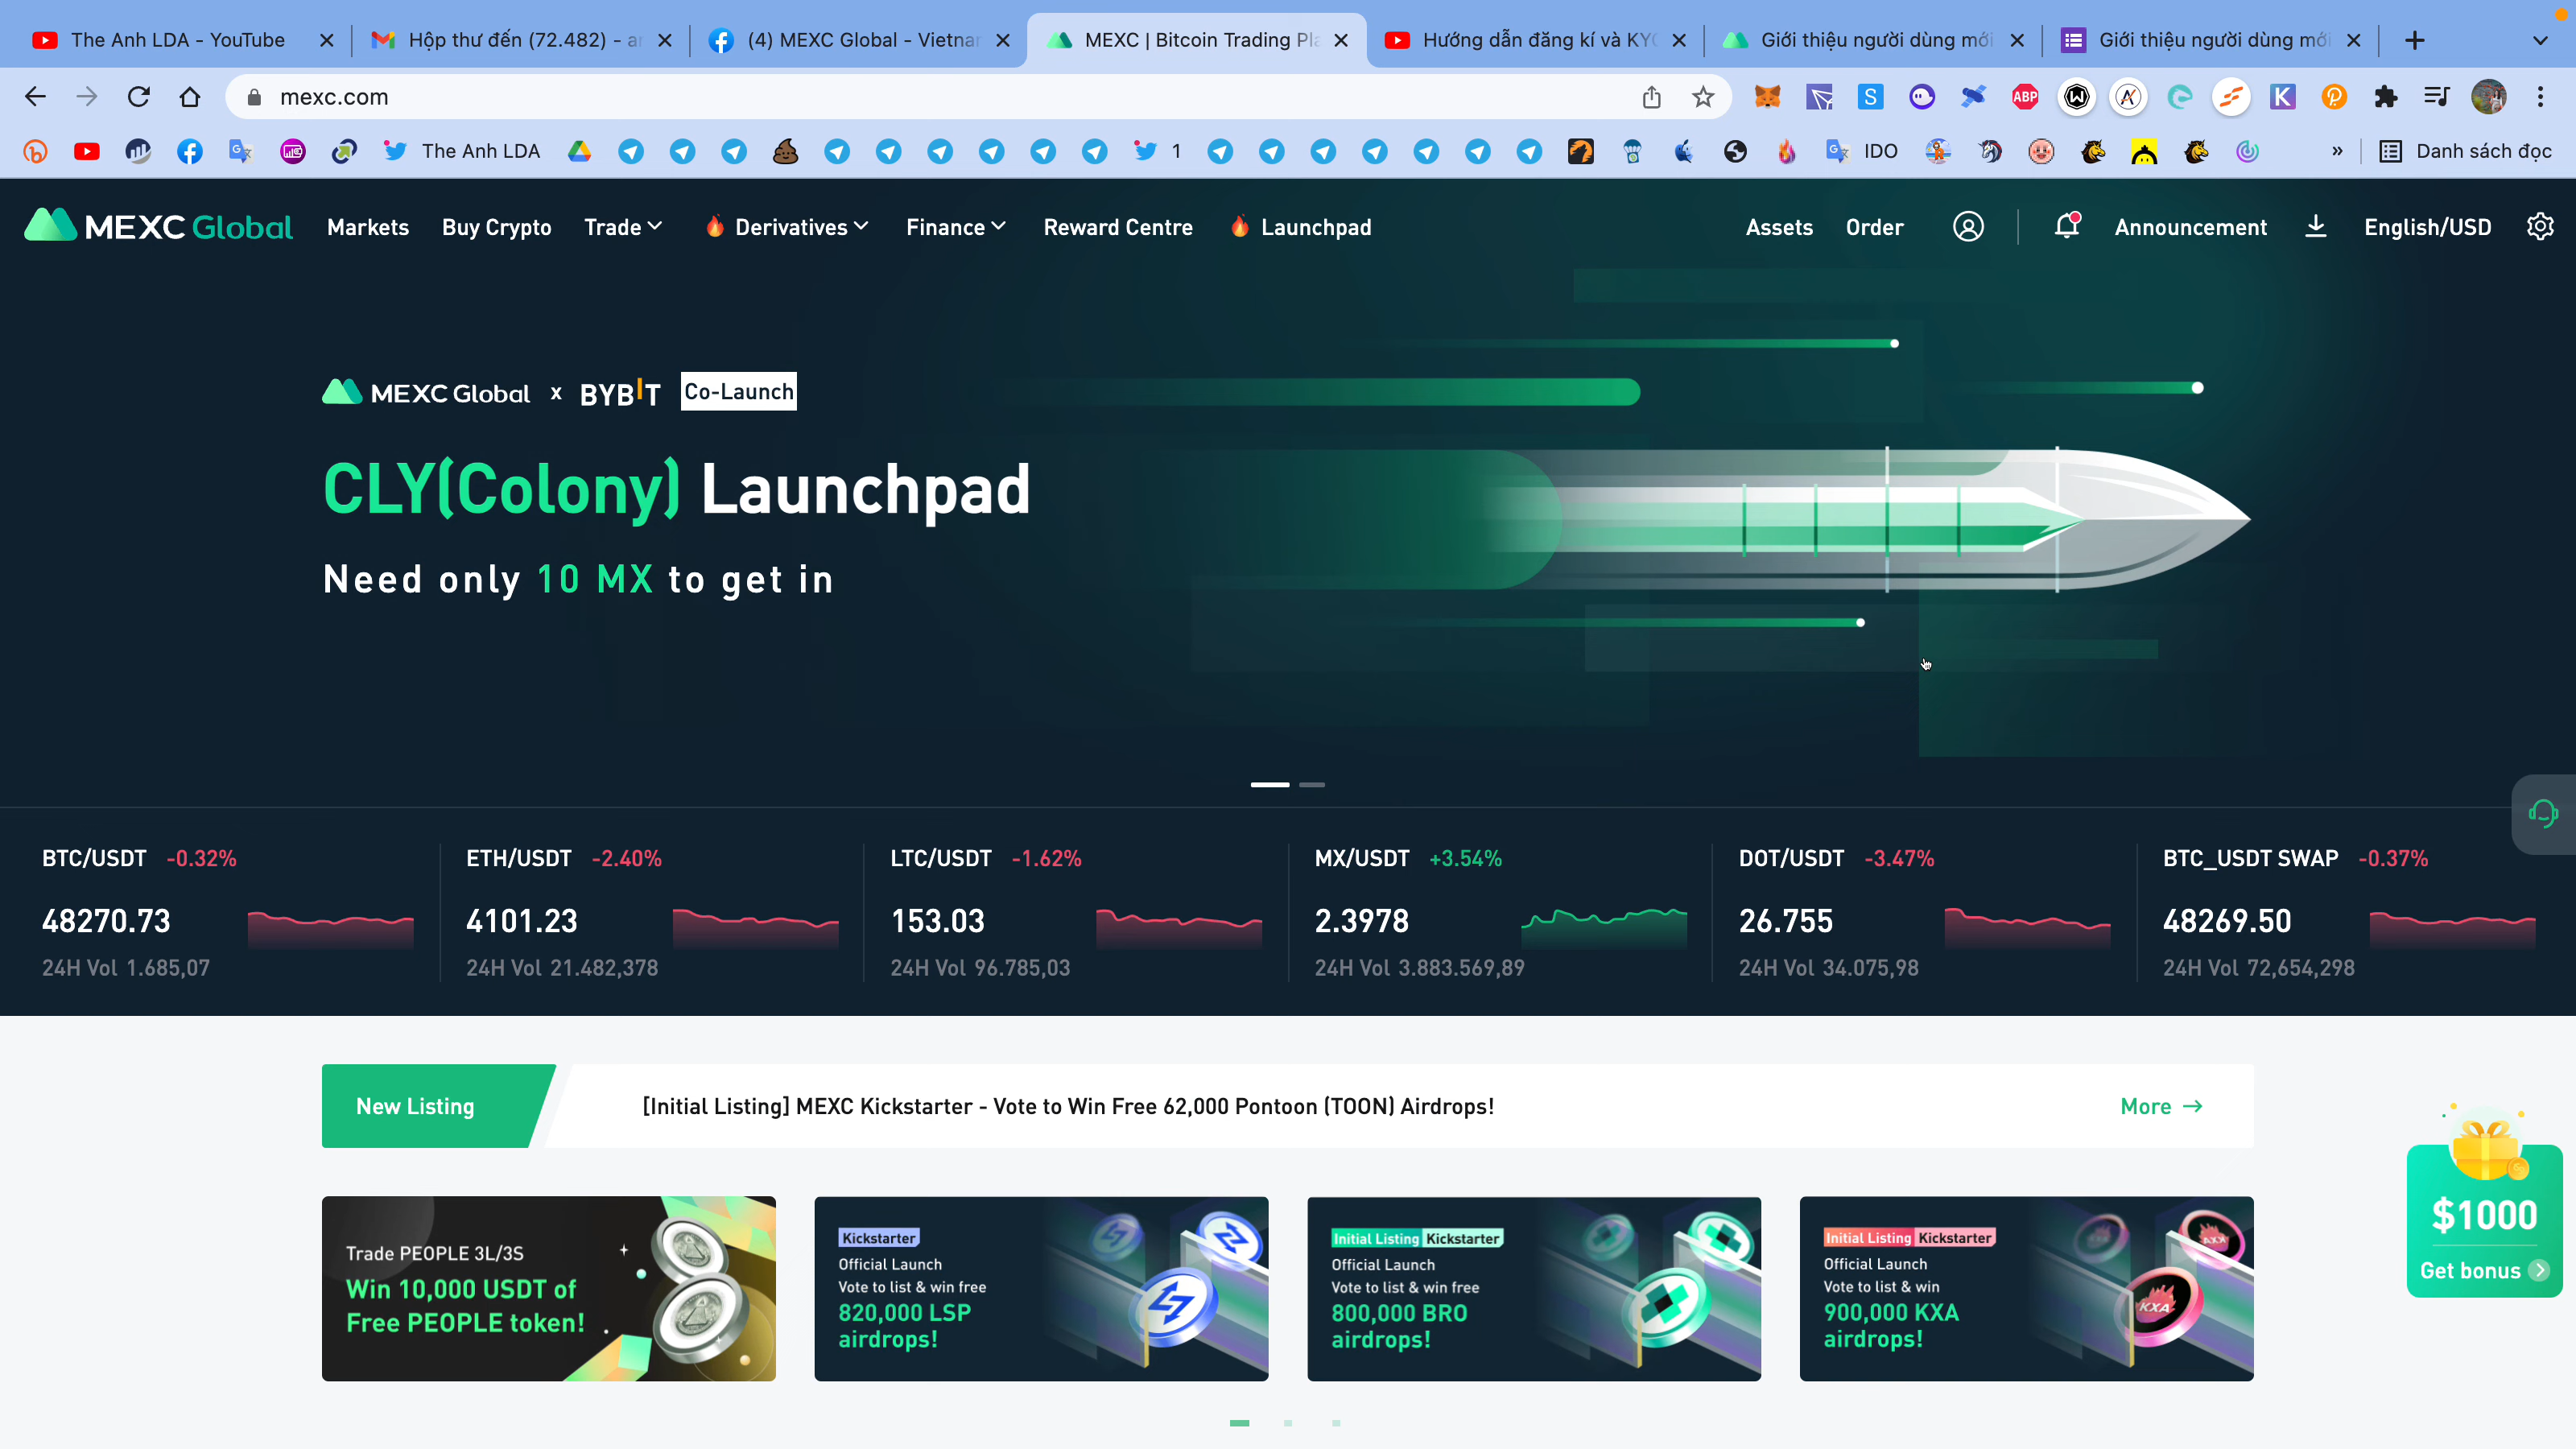 The Anh LDA - YouTube
Hộp thư đến (72.482) - a
(4) MEXC Global - Vietna
MEXC | Bitcoin Trading Pla
Hướng dẫn đăng kí và KY
Giới thiệu người dùng mới
Giới thiệu người dùng mớ
mexc.com
ABP
The Anh LDA
1
IDO
»
Danh sách đọc
MEXC Global
Markets
Buy Crypto
Trade
Derivatives
Finance
Reward Centre
Launchpad
Assets
Order
Announcement
English/USD
MEXC Global x BYBIT Co-Launch
CLY(Colony) Launchpad
Need only 10 MX to get in
BTC/USDT -0.32%
48270.73
24H Vol 1.685,07
ETH/USDT -2.40%
4101.23
24H Vol 21.482,378
LTC/USDT -1.62%
153.03
24H Vol 96.785,03
MX/USDT +3.54%
2.3978
24H Vol 3.883.569,89
DOT/USDT -3.47%
26.755
24H Vol 34.075,98
BTC_USDT SWAP -0.37%
48269.50
24H Vol 72,654,298
New Listing
[Initial Listing] MEXC Kickstarter - Vote to Win Free 62,000 Pontoon (TOON) Airdrops!
More →
Trade PEOPLE 3L/3S
Win 10,000 USDT of
Free PEOPLE token!
Kickstarter
Official Launch
Vote to list & win free
820,000 LSP
airdrops!
Initial Listing Kickstarter
Official Launch
Vote to list & win free
800,000 BRO
airdrops!
Initial Listing Kickstarter
Official Launch
Vote to list & win
900,000 KXA
airdrops!
KXA
$1000
Get bonus